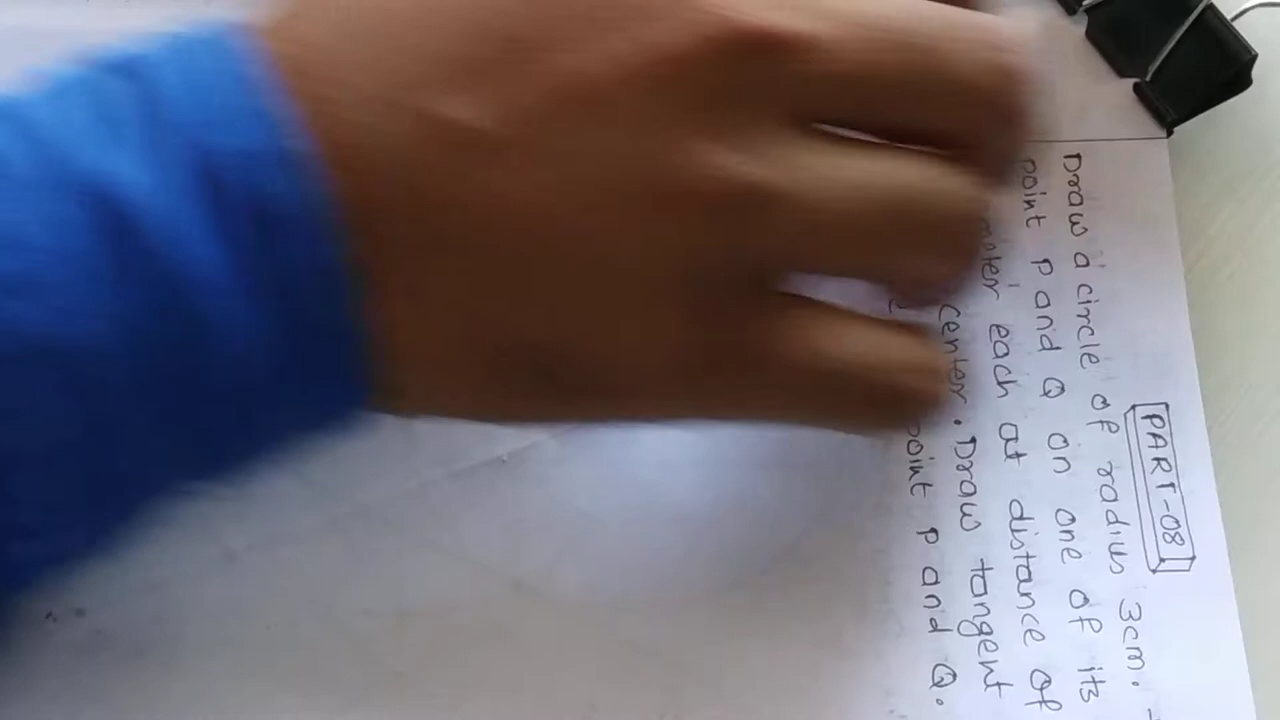 PART-08
Draw a circle of radius 3cm.
point P and Q on one of its
each at distance of
center. Draw tangent
point P and Q.